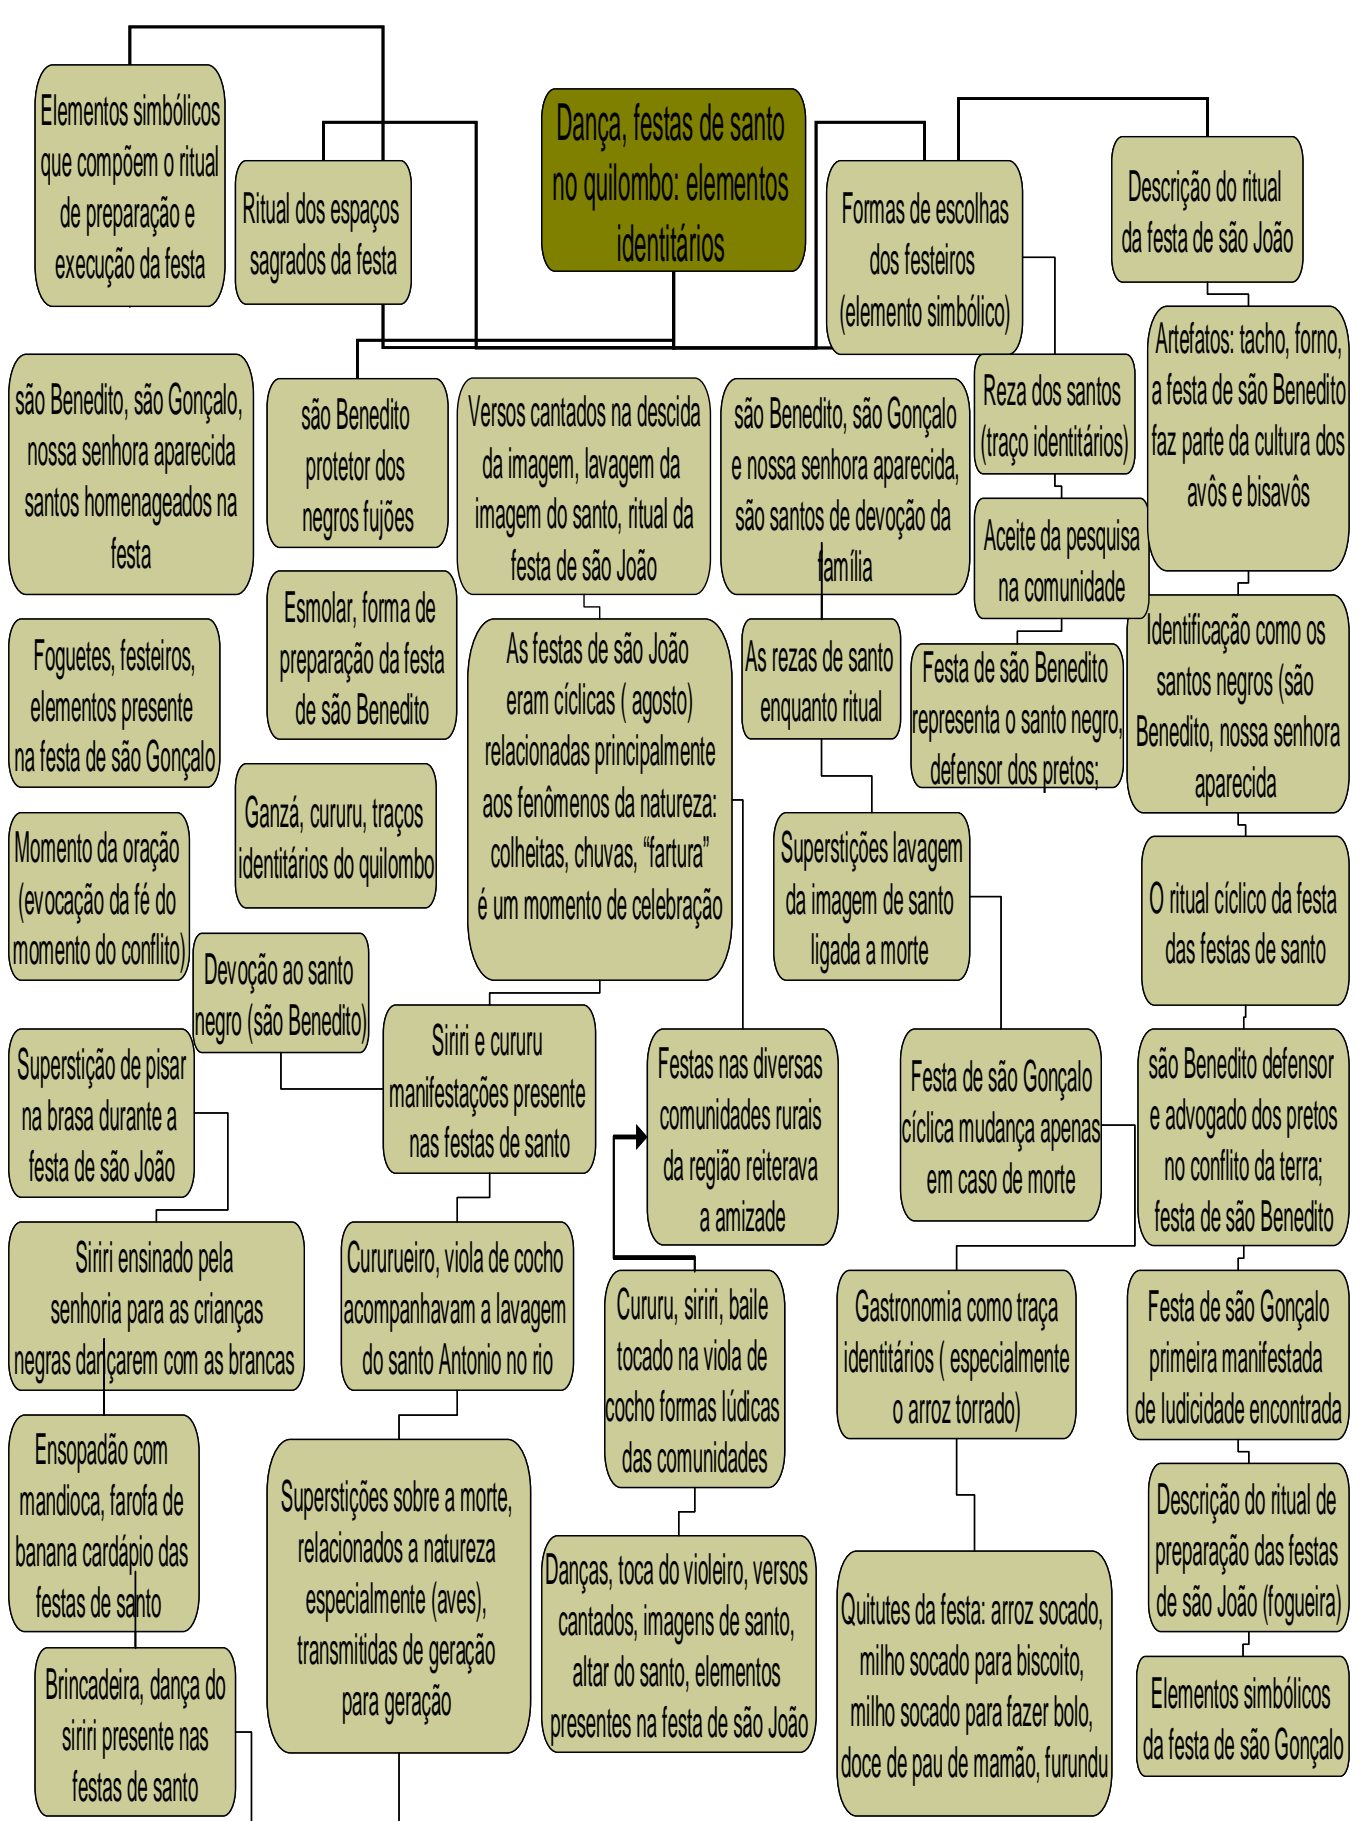 Elementos simbólicos
que compõem o ritual
de preparação e
execução da festa
Ritual dos espaços
sagrados da festa
Dança, festas de santo
no quilombo: elementos
identitários
Formas de escolhas
dos festeiros
(elemento simbólico)
Descrição do ritual
da festa de são João
são Benedito, são Gonçalo,
nossa senhora aparecida
santos homenageados na
festa
são Benedito
protetor dos
negros fujões
Versos cantados na descida
da imagem, lavagem da
imagem do santo, ritual da
festa de são João
são Benedito, são Gonçalo
e nossa senhora aparecida,
são santos de devoção da
família
Reza dos santos
(traço identitários)
Artefatos: tacho, forno,
a festa de são Benedito
faz parte da cultura dos
avôs e bisavôs
Aceite da pesquisa
na comunidade
Foguetes, festeiros,
elementos presente
na festa de são Gonçalo
Esmolar, forma de
preparação da festa
de são Benedito
As festas de são João
eram cíclicas ( agosto)
relacionadas principalmente
aos fenômenos da natureza:
colheitas, chuvas, “fartura”
é um momento de celebração
As rezas de santo
enquanto ritual
Festa de são Benedito
representa o santo negro,
defensor dos pretos;
Identificação como os
santos negros (são
Benedito, nossa senhora
aparecida
Ganzá, cururu, traços
identitários do quilombo
Momento da oração
(evocação da fé do
momento do conflito)
Superstições lavagem
da imagem de santo
ligada a morte
O ritual cíclico da festa
das festas de santo
Devoção ao santo
negro (são Benedito)
Siriri e cururu
manifestações presente
nas festas de santo
Superstição de pisar
na brasa durante a
festa de são João
Festas nas diversas
comunidades rurais
da região reiterava
a amizade
Festa de são Gonçalo
cíclica mudança apenas
em caso de morte
são Benedito defensor
e advogado dos pretos
no conflito da terra;
festa de são Benedito
Siriri ensinado pela
senhoria para as crianças
negras dançarem com as brancas
Cururueiro, viola de cocho
acompanhavam a lavagem
do santo Antonio no rio
Cururu, siriri, baile
tocado na viola de
cocho formas lúdicas
das comunidades
Gastronomia como traça
identitários ( especialmente
o arroz torrado)
Festa de são Gonçalo
primeira manifestada
de ludicidade encontrada
Ensopadão com
mandioca, farofa de
banana cardápio das
festas de santo
Superstições sobre a morte,
relacionados a natureza
especialmente (aves),
transmitidas de geração
para geração
Danças, toca do violeiro, versos
cantados, imagens de santo,
altar do santo, elementos
presentes na festa de são João
Quitutes da festa: arroz socado,
milho socado para biscoito,
milho socado para fazer bolo,
doce de pau de mamão, furundu
Descrição do ritual de
preparação das festas
de são João (fogueira)
Brincadeira, dança do
siriri presente nas
festas de santo
Elementos simbólicos
da festa de são Gonçalo